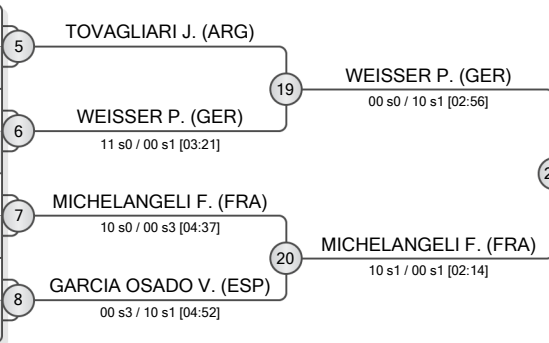 5
TOVAGLIARI J. (ARG)
19
WEISSER P. (GER)
00 s0 / 10 s1 [02:56]
6
WEISSER P. (GER)
11 s0 / 00 s1 [03:21]
7
MICHELANGELI F. (FRA)
10 s0 / 00 s3 [04:37]
20
MICHELANGELI F. (FRA)
10 s1 / 00 s1 [02:14]
8
GARCIA OSADO V. (ESP)
00 s3 / 10 s1 [04:52]